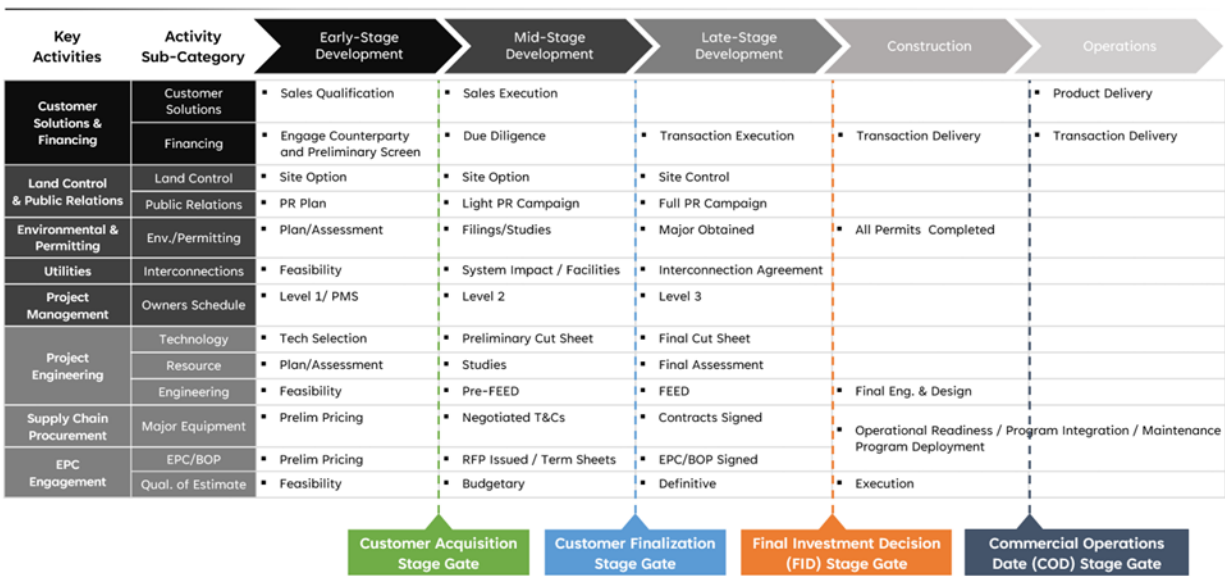 Key
Activities
Activity
Sub-Category
Early-Stage
Development
Mid-Stage
Development
Late-Stage
Development
Construction
Operations
Customer
Solutions &
Financing
Customer
Solutions
▪ Sales Qualification
▪ Sales Execution
▪ Product Delivery
Financing
▪ Engage Counterparty
and Preliminary Screen
▪ Due Diligence
▪ Transaction Execution
▪ Transaction Delivery
▪ Transaction Delivery
Land Control
& Public Relations
Land Control
▪ Site Option
▪ Site Option
▪ Site Control
Public Relations
▪ PR Plan
▪ Light PR Campaign
▪ Full PR Campaign
Environmental &
Permitting
Env./Permitting
▪ Plan/Assessment
▪ Filings/Studies
▪ Major Obtained
▪ All Permits Completed
Utilities
Interconnections
▪ Feasibility
▪ System Impact / Facilities
▪ Interconnection Agreement
Project
Management
Owners Schedule
▪ Level 1/ PMS
▪ Level 2
▪ Level 3
Project
Engineering
Technology
▪ Tech Selection
▪ Preliminary Cut Sheet
▪ Final Cut Sheet
Resource
▪ Plan/Assessment
▪ Studies
▪ Final Assessment
Engineering
▪ Feasibility
▪ Pre-FEED
▪ FEED
▪ Final Eng. & Design
Supply Chain
Procurement
Major Equipment
▪ Prelim Pricing
▪ Negotiated T&Cs
▪ Contracts Signed
▪ Operational Readiness / Program Integration / Maintenance
Program Deployment
EPC
Engagement
EPC/BOP
▪ Prelim Pricing
▪ RFP Issued / Term Sheets
▪ EPC/BOP Signed
Qual. of Estimate
▪ Feasibility
▪ Budgetary
▪ Definitive
▪ Execution
Customer Acquisition
Stage Gate
Customer Finalization
Stage Gate
Final Investment Decision
(FID) Stage Gate
Commercial Operations
Date (COD) Stage Gate